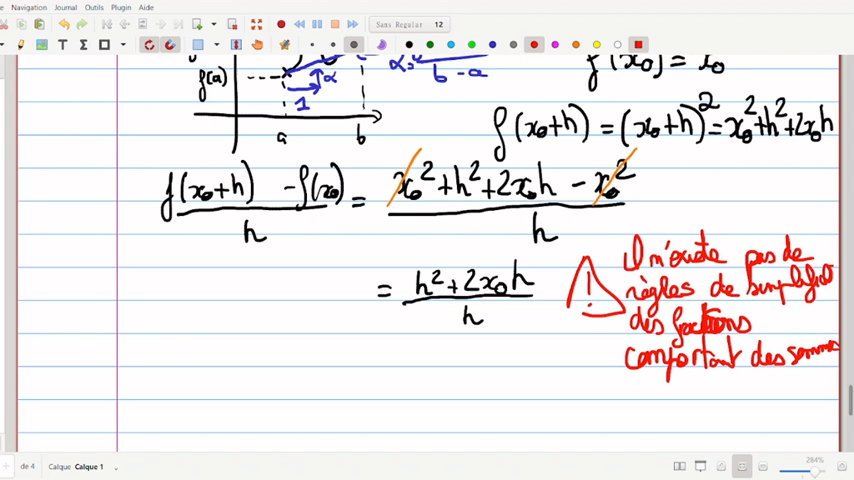 Navigation Journal Outils Plugin Aide
Sans Regular 12
f(a) α α= b-a
1
a b
f(x₀) = x₀
f(x₀+h) = (x₀+h)² = x₀²+h²+2x₀h
f(x₀+h) - f(x₀) = x₀²+h²+2x₀h - x₀²
h h
= h²+2x₀h
h
! Il n'existe pas de
règles de simplificat
des fractions
comportant des sommes
de 4 Calque Calque 1 284%